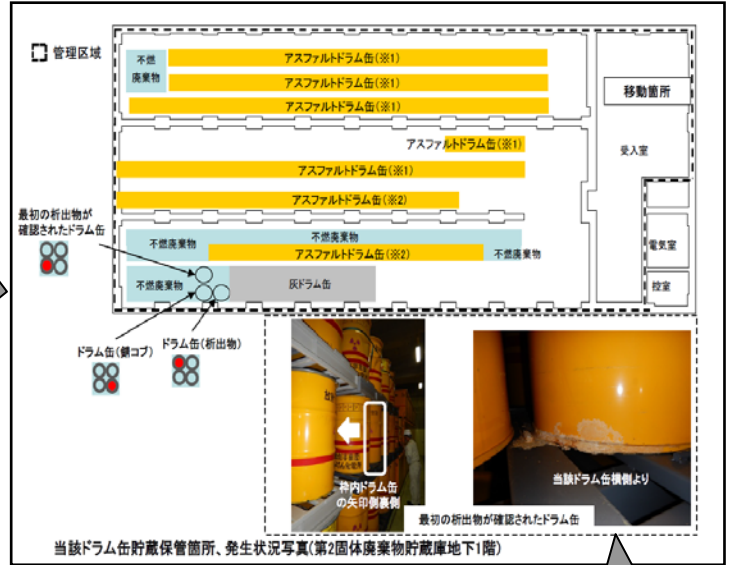 管理区域
不燃
廃棄物
アスファルトドラム缶(※1)
アスファルトドラム缶(※1)
アスファルトドラム缶(※1)
移動箇所
受入室
アスファルトドラム缶(※1)
アスファルトドラム缶(※1)
アスファルトドラム缶(※2)
最初の析出物が
確認されたドラム缶
不燃廃棄物
不燃廃棄物
アスファルトドラム缶(※2)
不燃廃棄物
電気室
不燃廃棄物
灰ドラム缶
控室
ドラム缶(錆コブ)
ドラム缶(析出物)
枠内ドラム缶
の矢印側裏側
当該ドラム缶横側より
最初の析出物が確認されたドラム缶
当該ドラム缶貯蔵保管箇所、発生状況写真(第2固体廃棄物貯蔵庫地下1階)